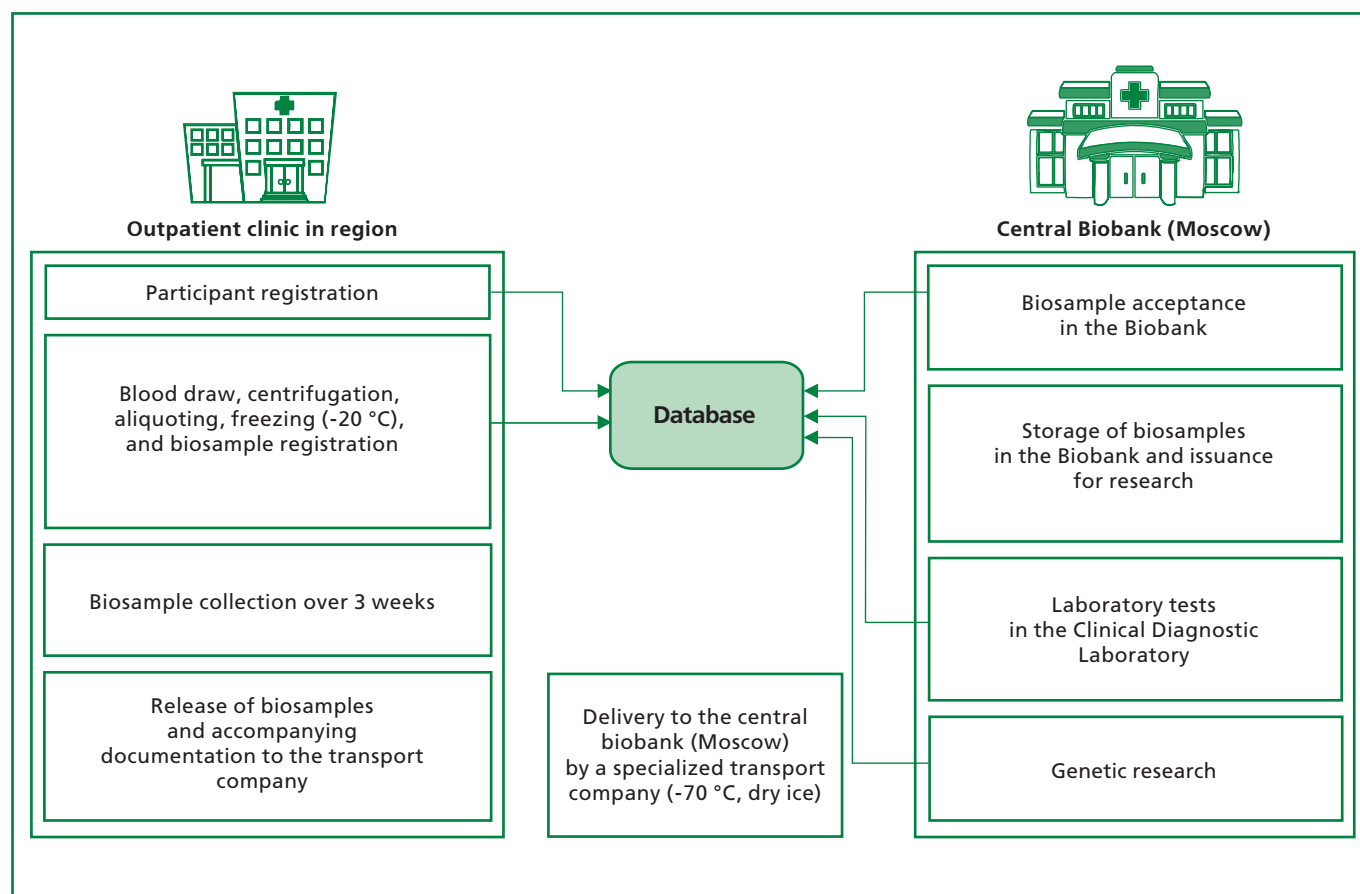 Outpatient clinic in region
Participant registration
Blood draw, centrifugation,
aliquoting, freezing (-20 °C),
and biosample registration
Biosample collection over 3 weeks
Release of biosamples
and accompanying
documentation to the transport
company
Database
Delivery to the central
biobank (Moscow)
by a specialized transport
company (-70 °C, dry ice)
Central Biobank (Moscow)
Biosample acceptance
in the Biobank
Storage of biosamples
in the Biobank and issuance
for research
Laboratory tests
in the Clinical Diagnostic
Laboratory
Genetic research